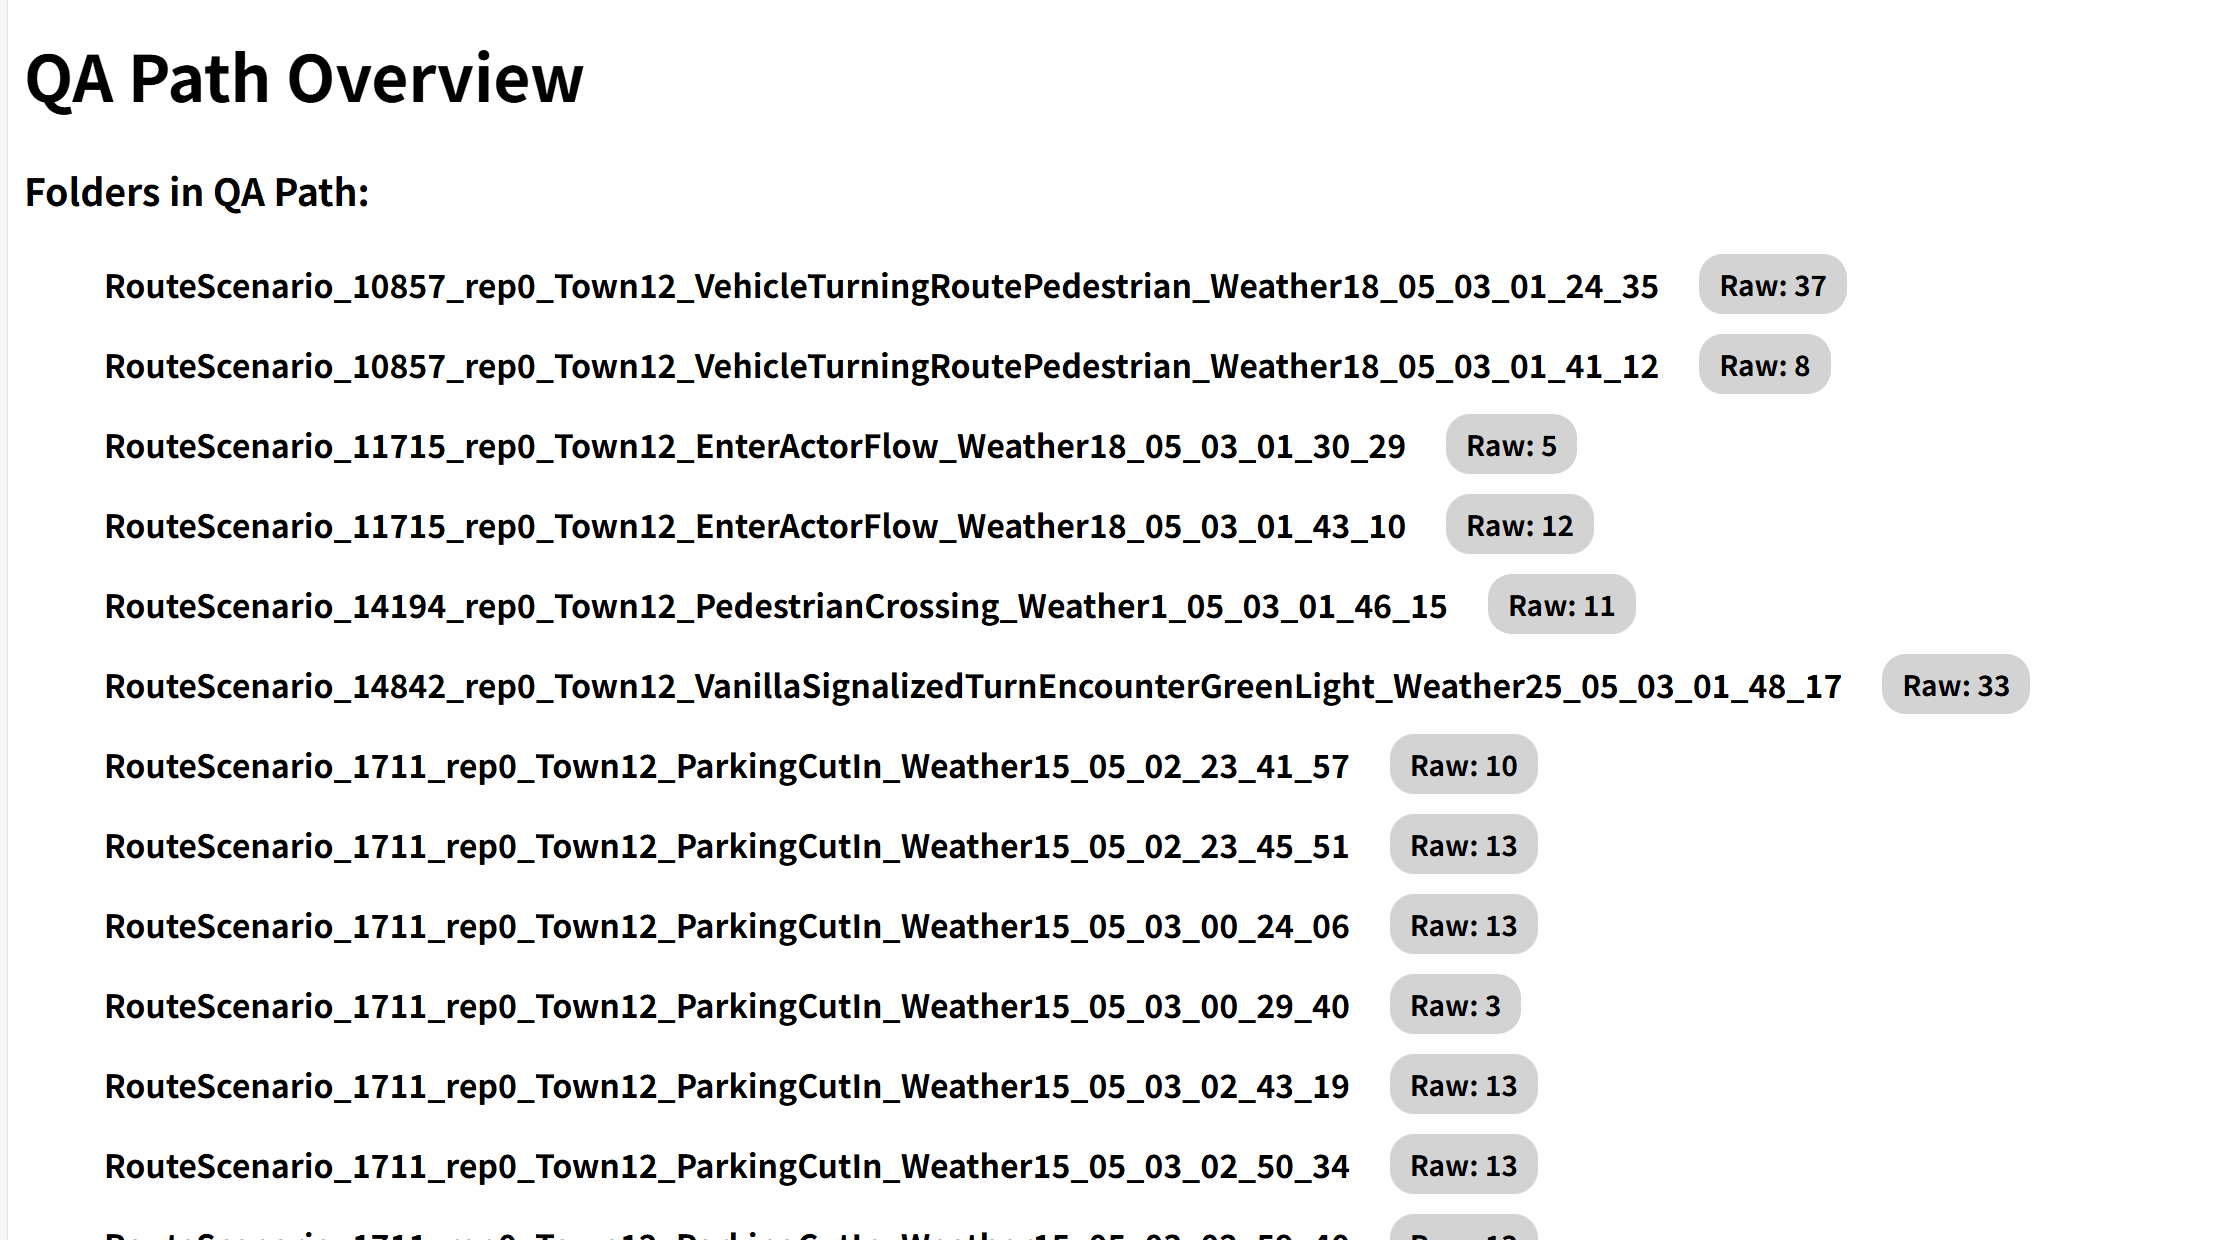 QA Path Overview
Folders in QA Path:
RouteScenario_10857_rep0_Town12_VehicleTurningRoutePedestrian_Weather18_05_03_01_24_35 Raw: 37
RouteScenario_10857_rep0_Town12_VehicleTurningRoutePedestrian_Weather18_05_03_01_41_12 Raw: 8
RouteScenario_11715_rep0_Town12_EnterActorFlow_Weather18_05_03_01_30_29 Raw: 5
RouteScenario_11715_rep0_Town12_EnterActorFlow_Weather18_05_03_01_43_10 Raw: 12
RouteScenario_14194_rep0_Town12_PedestrianCrossing_Weather1_05_03_01_46_15 Raw: 11
RouteScenario_14842_rep0_Town12_VanillaSignalizedTurnEncounterGreenLight_Weather25_05_03_01_48_17 Raw: 33
RouteScenario_1711_rep0_Town12_ParkingCutIn_Weather15_05_02_23_41_57 Raw: 10
RouteScenario_1711_rep0_Town12_ParkingCutIn_Weather15_05_02_23_45_51 Raw: 13
RouteScenario_1711_rep0_Town12_ParkingCutIn_Weather15_05_03_00_24_06 Raw: 13
RouteScenario_1711_rep0_Town12_ParkingCutIn_Weather15_05_03_00_29_40 Raw: 3
RouteScenario_1711_rep0_Town12_ParkingCutIn_Weather15_05_03_02_43_19 Raw: 13
RouteScenario_1711_rep0_Town12_ParkingCutIn_Weather15_05_03_02_50_34 Raw: 13